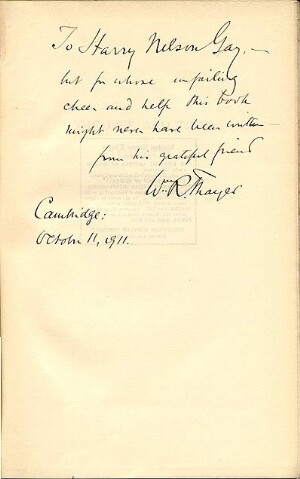 To Harry Nelson Gay, —
but for whose unfailing
cheer and help this book
might never have been written
from his grateful friend
Wm R. Thayer
Cambridge:
October 11, 1911.